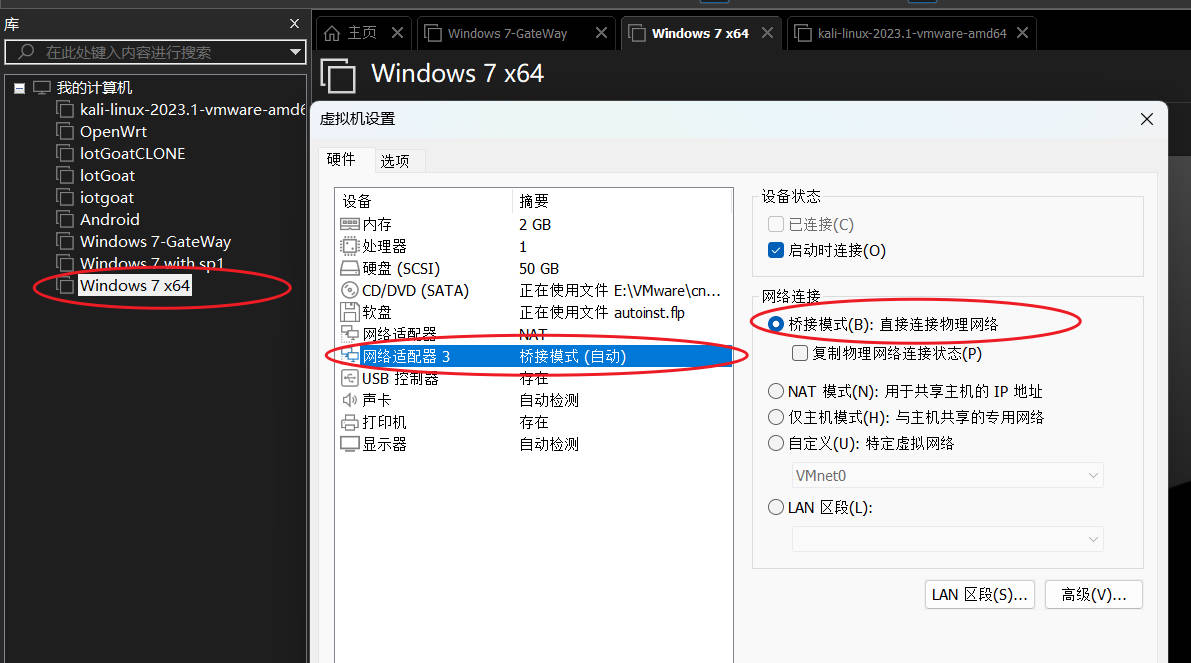 库
在此处键入内容进行搜索
我的计算机
kali-linux-2023.1-vmware-amd6
OpenWrt
IotGoatCLONE
IotGoat
iotgoat
Android
Windows 7-GateWay
Windows 7 with sp1
Windows 7 x64
主页
Windows 7-GateWay
Windows 7 x64
kali-linux-2023.1-vmware-amd64
Windows 7 x64
虚拟机设置
硬件 选项
设备 摘要
内存 2 GB
处理器 1
硬盘 (SCSI) 50 GB
CD/DVD (SATA) 正在使用文件 E:\VMware\cn...
软盘 正在使用文件 autoinst.flp
网络适配器 NAT
网络适配器 3 桥接模式 (自动)
USB 控制器 存在
声卡 自动检测
打印机 存在
显示器 自动检测
设备状态
已连接(C)
启动时连接(O)
网络连接
桥接模式(B): 直接连接物理网络
复制物理网络连接状态(P)
NAT 模式(N): 用于共享主机的 IP 地址
仅主机模式(H): 与主机共享的专用网络
自定义(U): 特定虚拟网络
VMnet0
LAN 区段(L):
LAN 区段(S)... 高级(V)...